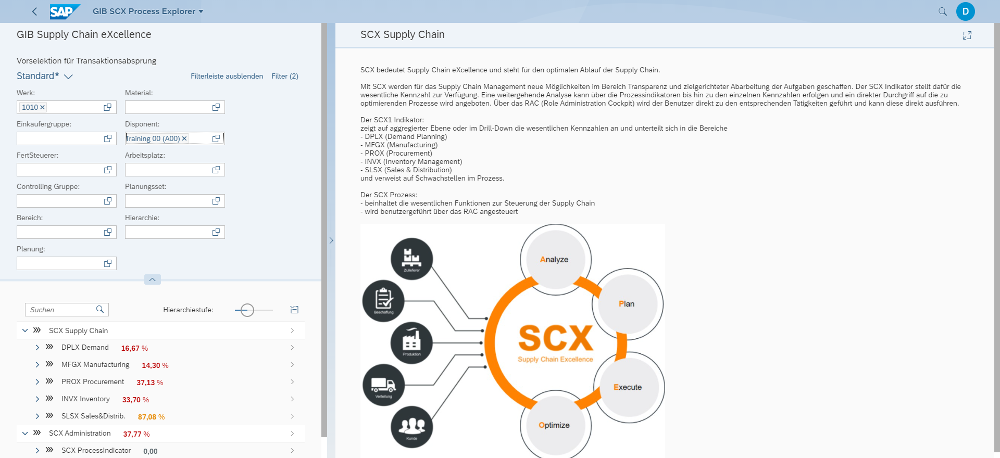 SAP
GIB SCX Process Explorer
D
GIB Supply Chain eXcellence
Vorselektion für Transaktionsabsprung
Standard*
Filterleiste ausblenden
Filter (2)
Werk:
Material:
1010
Einkäufergruppe:
Disponent:
Training 00 (A00)
FertSteuerer:
Arbeitsplatz:
Controlling Gruppe:
Planungsset:
Bereich:
Hierarchie:
Planung:
Suchen
Hierarchiestufe:
SCX Supply Chain
DPLX Demand 16,67 %
MFGX Manufacturing 14,30 %
PROX Procurement 37,13 %
INVX Inventory 33,70 %
SLSX Sales&Distrib. 87,08 %
SCX Administration 37,77 %
SCX ProcessIndicator 0,00
SCX Supply Chain
SCX bedeutet Supply Chain eXcellence und steht für den optimalen Ablauf der Supply Chain.
Mit SCX werden für das Supply Chain Management neue Möglichkeiten im Bereich Transparenz und zielgerichteter Abarbeitung der Aufgaben geschaffen. Der SCX Indikator stellt dafür die
wesentliche Kennzahl zur Verfügung. Eine weitergehende Analyse kann über die Prozessindikatoren bis hin zu den einzelnen Kennzahlen erfolgen und ein direkter Durchgriff auf die zu
optimierenden Prozesse wird angeboten. Über das RAC (Role Administration Cockpit) wird der Benutzer direkt zu den entsprechenden Tätigkeiten geführt und kann diese direkt ausführen.
Der SCX1 Indikator:
zeigt auf aggregierter Ebene oder im Drill-Down die wesentlichen Kennzahlen an und unterteilt sich in die Bereiche
- DPLX (Demand Planning)
- MFGX (Manufacturing)
- PROX (Procurement)
- INVX (Inventory Management)
- SLSX (Sales & Distribution)
und verweist auf Schwachstellen im Prozess.
Der SCX Prozess:
- beinhaltet die wesentlichen Funktionen zur Steuerung der Supply Chain
- wird benutzergeführt über das RAC angesteuert
Zulieferer
Beschaffung
Produktion
Verteilung
Kunde
SCX
Supply Chain Excellence
Analyze
Plan
Execute
Optimize